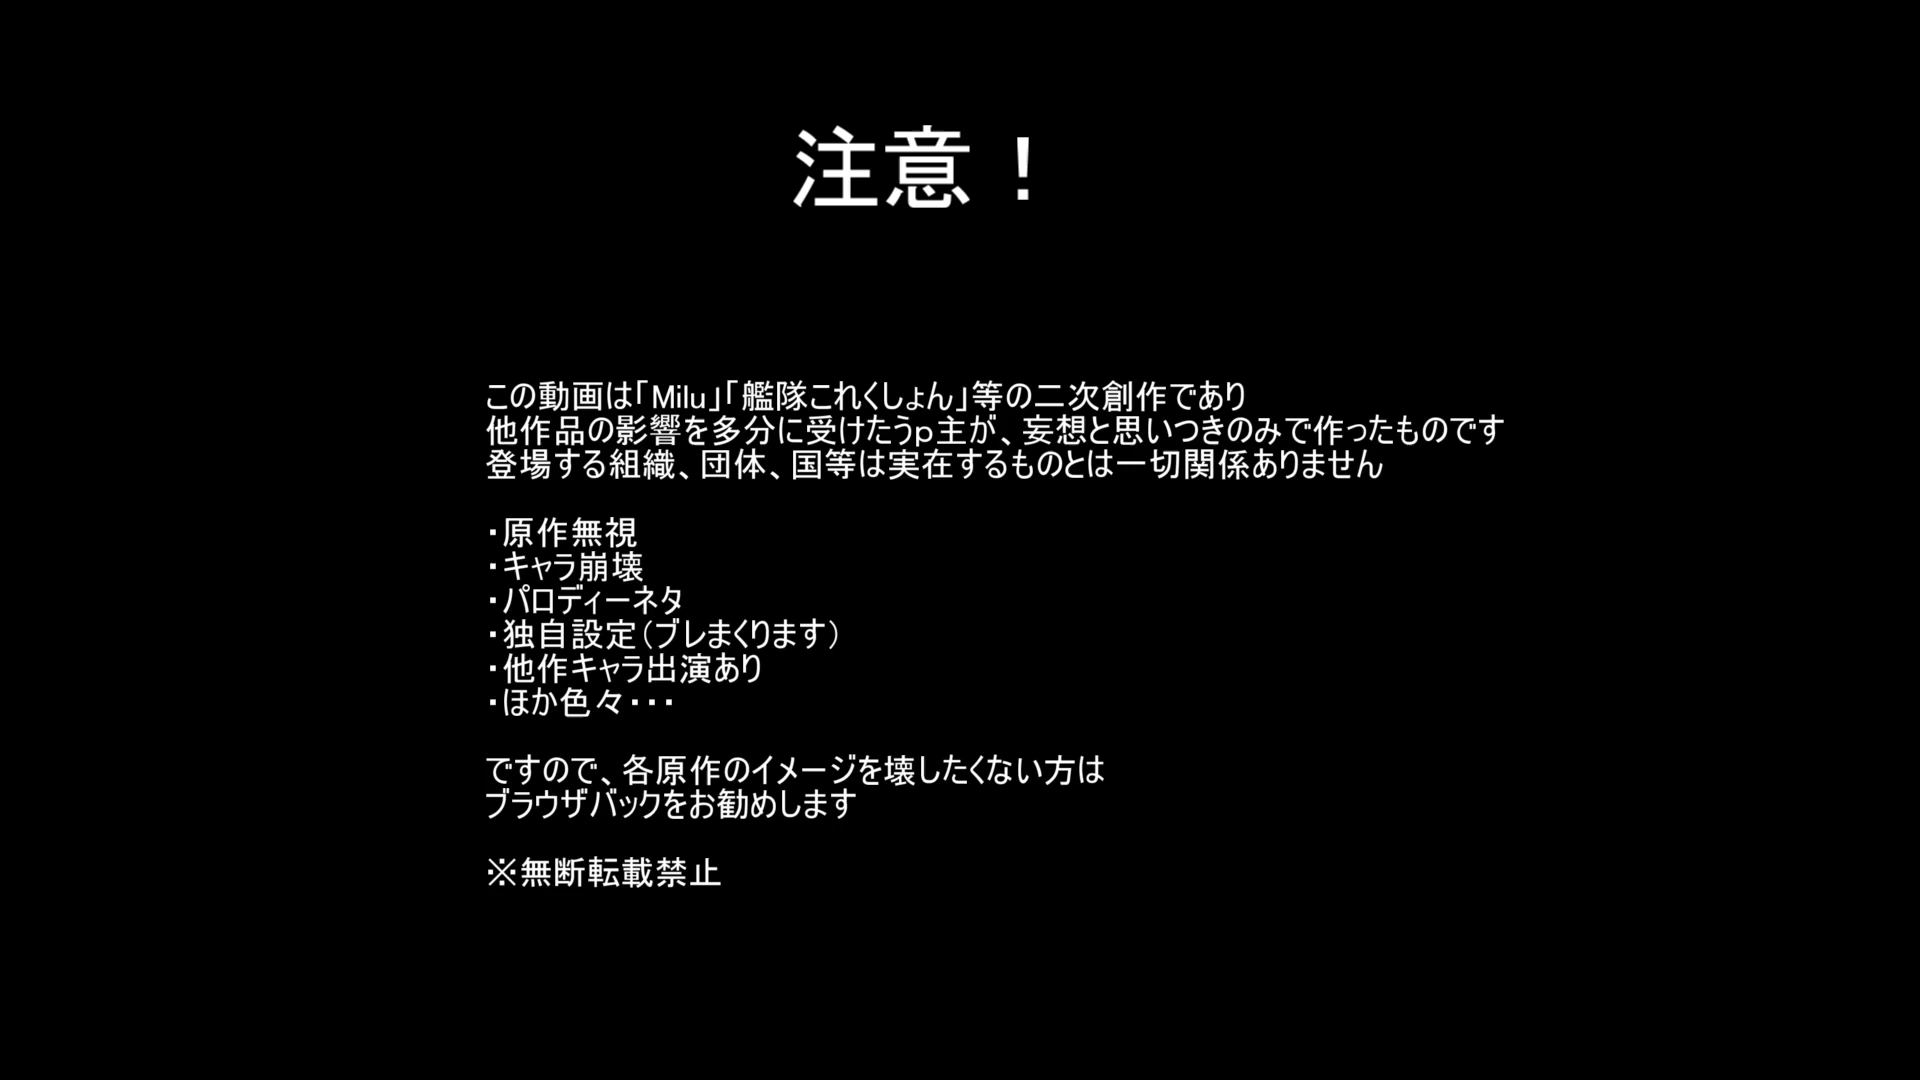 注意！
この動画は「Milu」「艦隊これくしょん」等の二次創作であり
他作品の影響を多分に受けたうp主が、妄想と思いつきのみで作ったものです
登場する組織、団体、国等は実在するものとは一切関係ありません
・原作無視
・キャラ崩壊
・パロディーネタ
・独自設定（ブレまくります）
・他作キャラ出演あり
・ほか色々・・・
ですので、各原作のイメージを壊したくない方は
ブラウザバックをお勧めします
※無断転載禁止